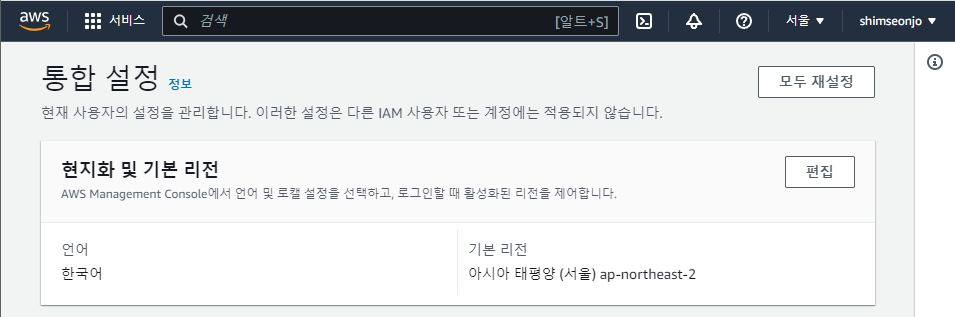 aws 서비스 검색 [알트+S] 서울 ▼ shimseonjo ▼
통합 설정 정보 모두 재설정
현재 사용자의 설정을 관리합니다. 이러한 설정은 다른 IAM 사용자 또는 계정에는 적용되지 않습니다.
현지화 및 기본 리전 편집
AWS Management Console에서 언어 및 로캘 설정을 선택하고, 로그인할 때 활성화된 리전을 제어합니다.
언어 기본 리전
한국어 아시아 태평양 (서울) ap-northeast-2